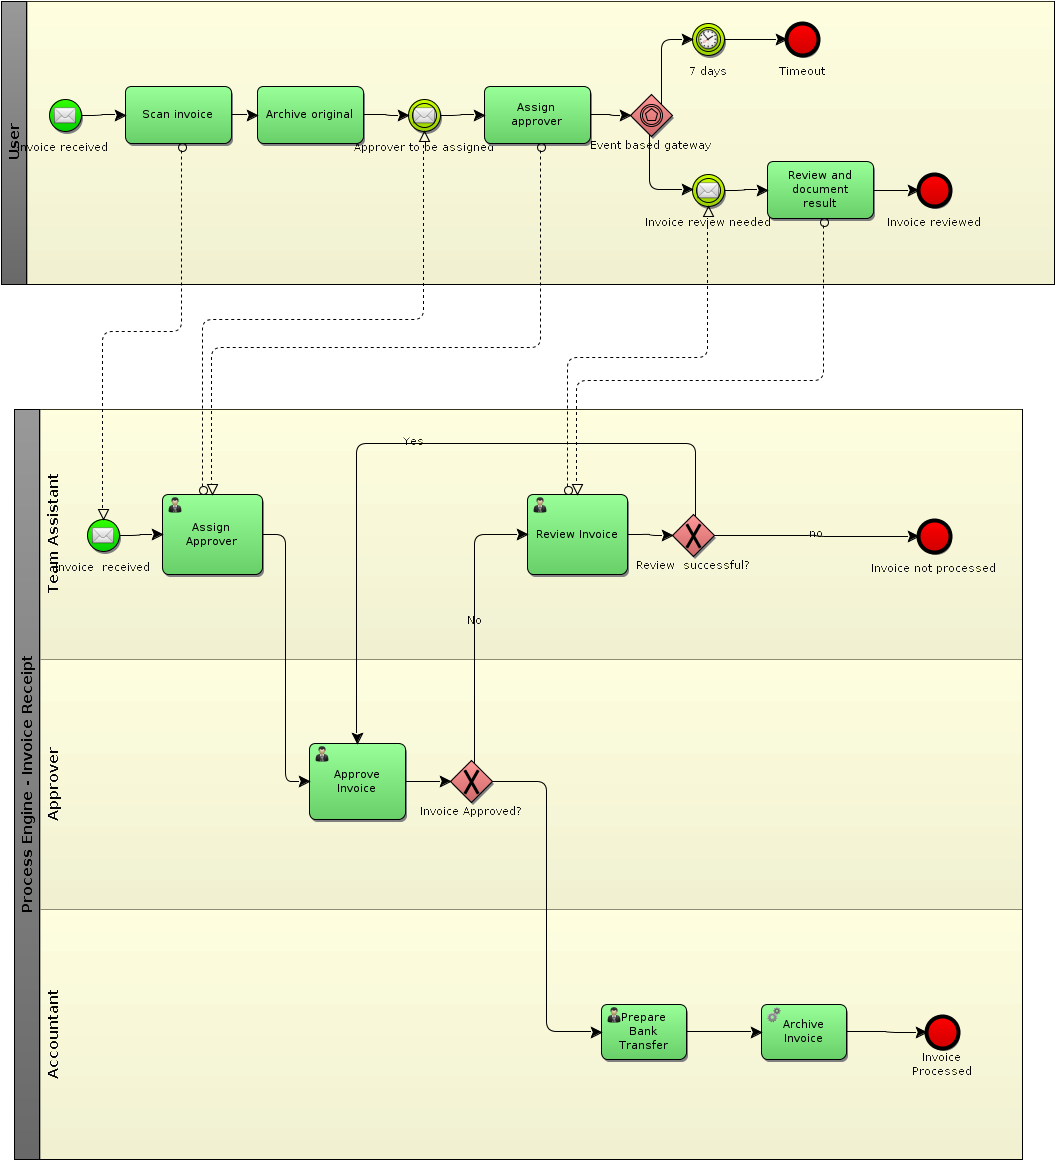 User
7 days
Timeout
Invoice received
Scan invoice
Archive original
Approver to be assigned
Assign
approver
Event based gateway
Invoice review needed
Review and
document
result
Invoice reviewed
Process Engine - Invoice Receipt
Team Assistant
Yes
Invoice received
Assign
Approver
No
Review Invoice
Review successful?
no
Invoice not processed
Approver
Approve
Invoice
Invoice Approved?
Accountant
Prepare
Bank
Transfer
Archive
Invoice
Invoice
Processed